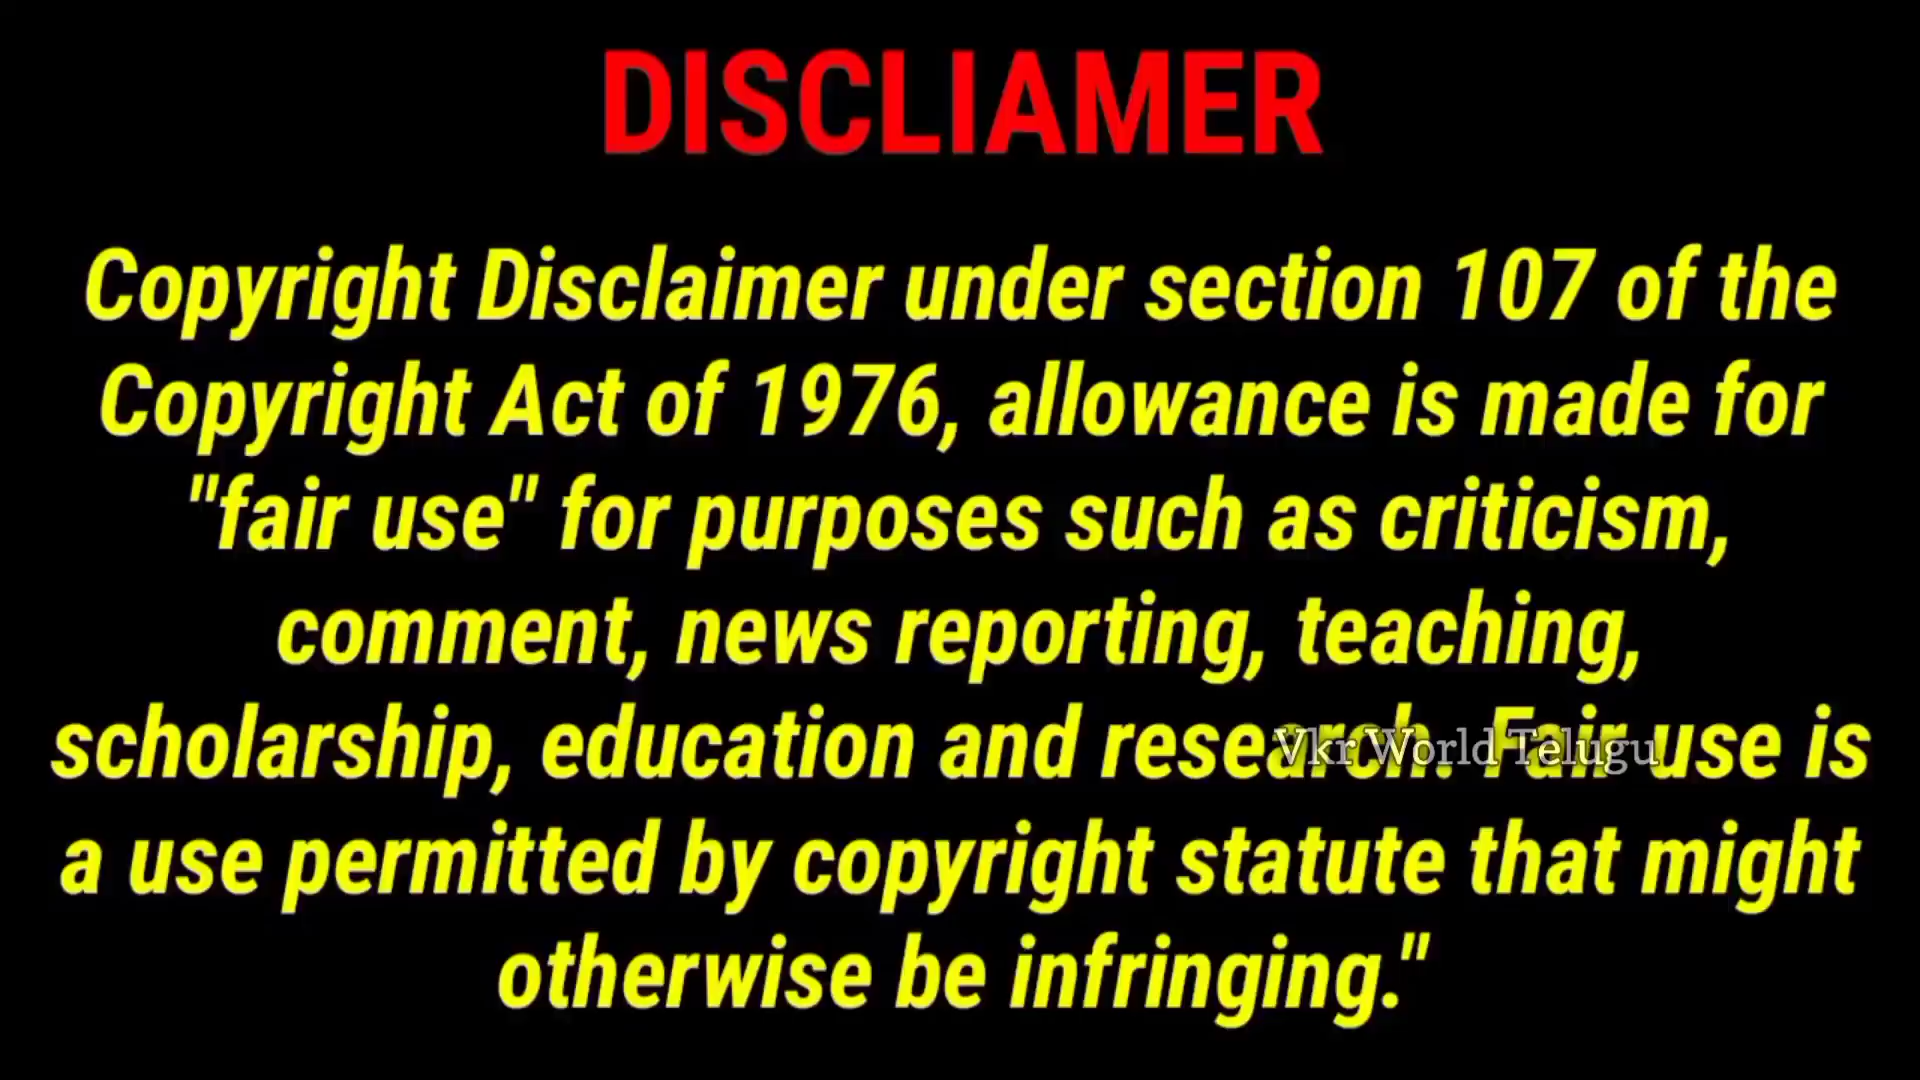 DISCLIAMER
Copyright Disclaimer under section 107 of the
Copyright Act of 1976, allowance is made for
"fair use" for purposes such as criticism,
comment, news reporting, teaching,
scholarship, education and research. Fair use is
Vkr World Telugu
a use permitted by copyright statute that might
otherwise be infringing."